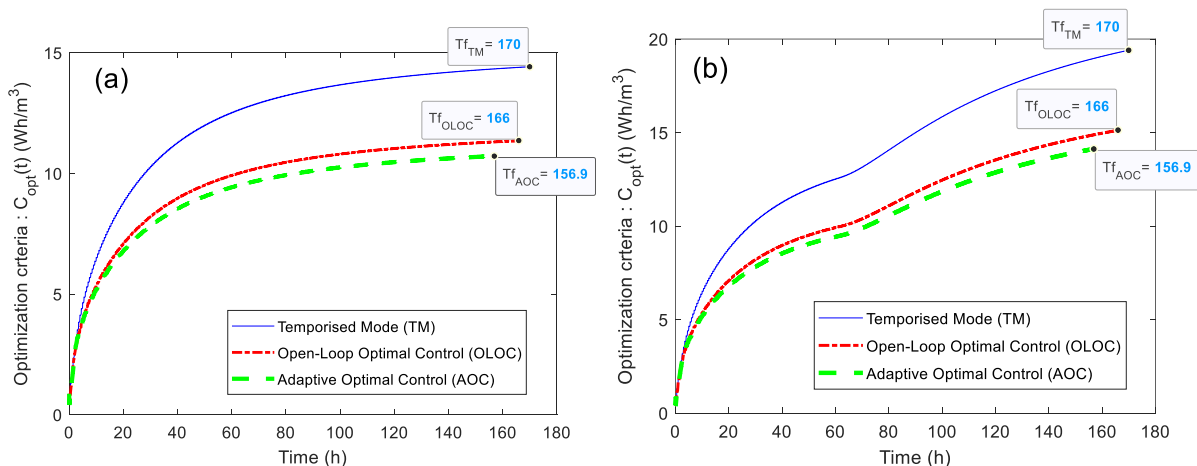 (a)
Optimization crteria : C_opt(t) (Wh/m³)
15
10
5
0
0 20 40 60 80 100 120 140 160 180
Time (h)
Tf_TM= 170
Tf_OLOC= 166
Tf_AOC= 156.9
Temporised Mode (TM)
Open-Loop Optimal Control (OLOC)
Adaptive Optimal Control (AOC)
(b)
Optimization crteria : C_opt(t) (Wh/m³)
20
15
10
5
0
0 20 40 60 80 100 120 140 160 180
Time (h)
Tf_TM= 170
Tf_OLOC= 166
Tf_AOC= 156.9
Temporised Mode (TM)
Open-Loop Optimal Control (OLOC)
Adaptive Optimal Control (AOC)